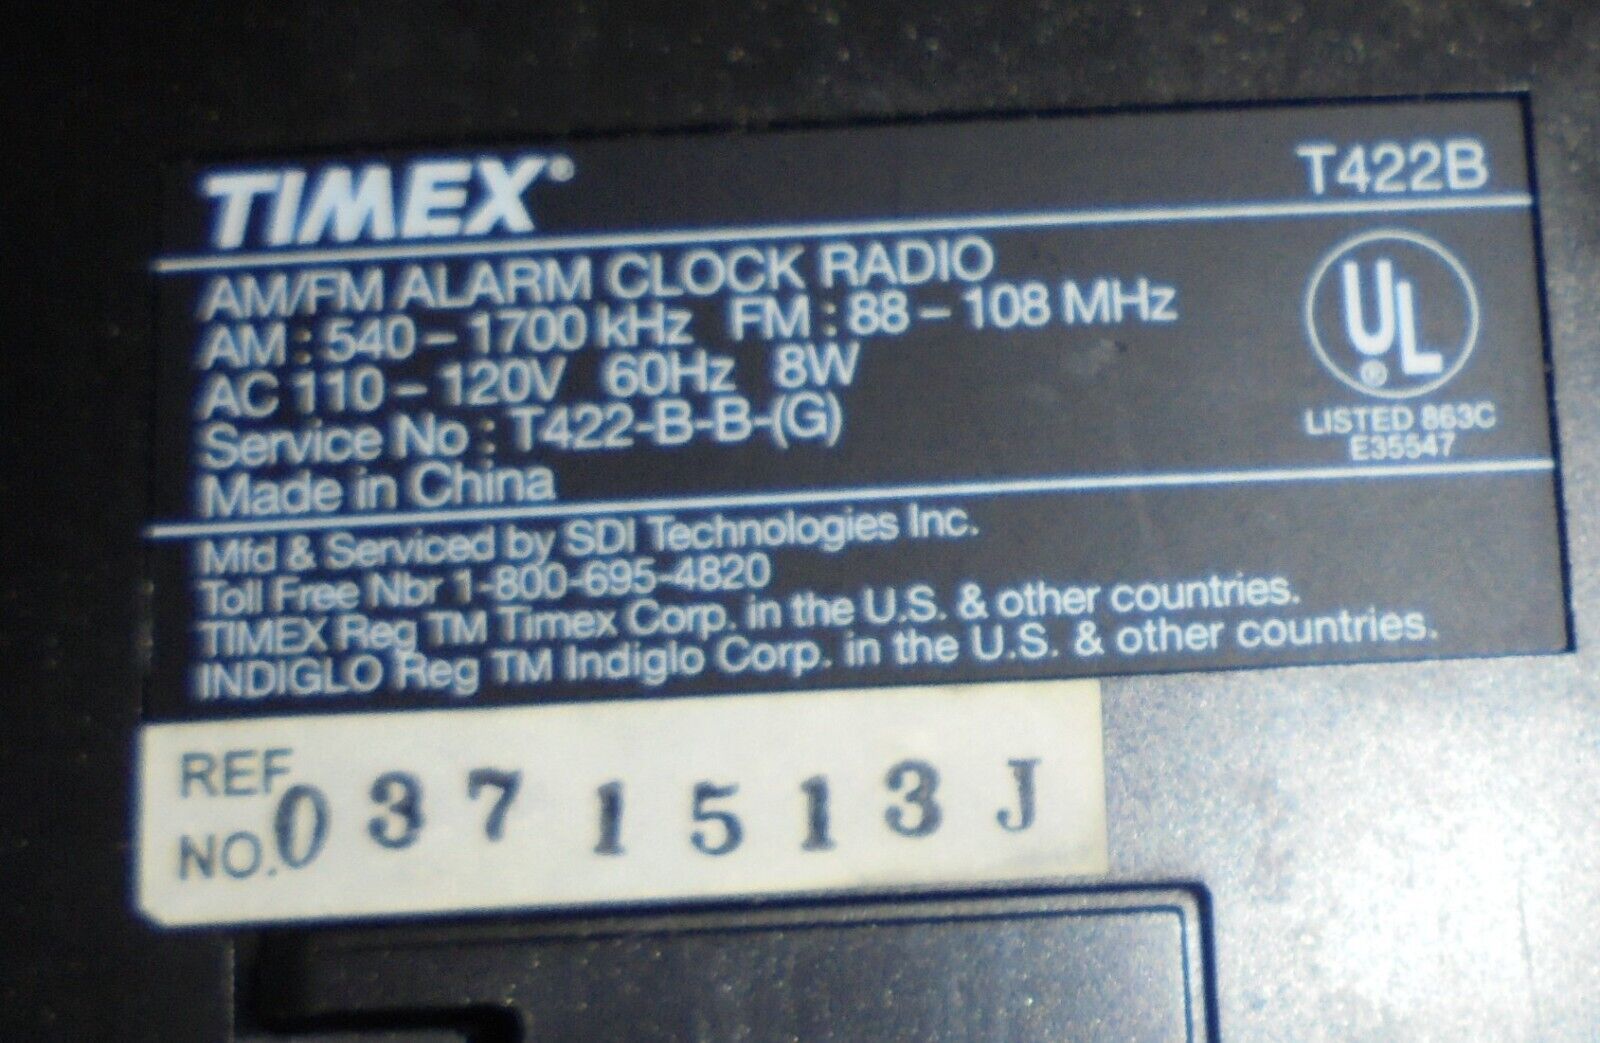 TIMEX® T422B
AM/FM ALARM CLOCK RADIO
AM : 540 – 1700 kHz FM : 88 – 108 MHz
AC 110 – 120V 60Hz 8W
Service No : T422-B-B-(G)
Made in China
UL ®
LISTED 863C
E35547
Mfd & Serviced by SDI Technologies Inc.
Toll Free Nbr 1-800-695-4820
TIMEX Reg TM Timex Corp. in the U.S. & other countries.
INDIGLO Reg TM Indiglo Corp. in the U.S. & other countries.
REF
NO. 0371513J